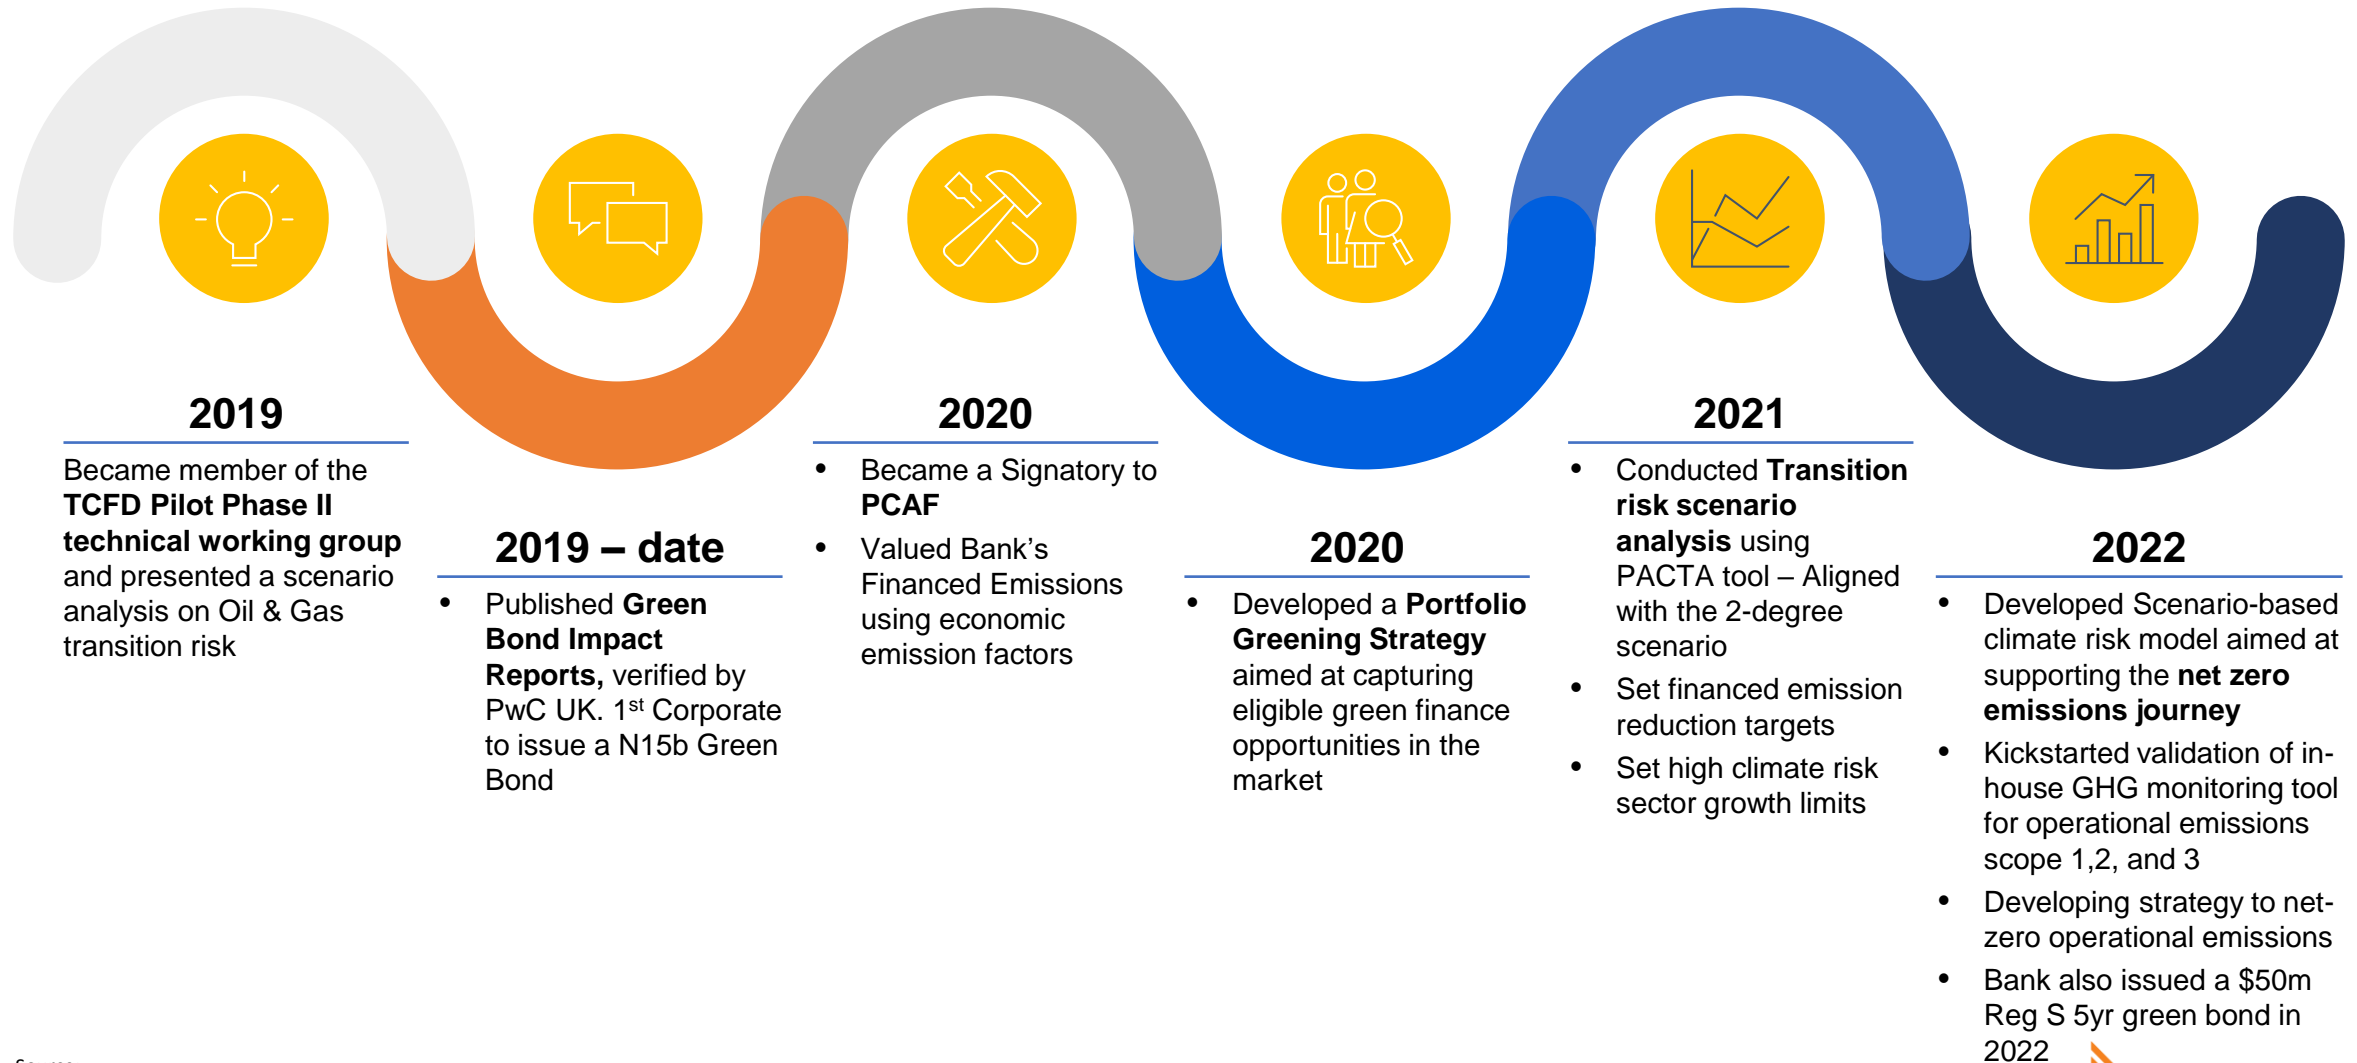 2019
Became member of the
TCFD Pilot Phase II
technical working group
and presented a scenario
analysis on Oil & Gas
transition risk
2019 – date
• Published Green
Bond Impact
Reports, verified by
PwC UK. 1st Corporate
to issue a N15b Green
Bond
2020
• Became a Signatory to
PCAF
• Valued Bank’s
Financed Emissions
using economic
emission factors
2020
• Developed a Portfolio
Greening Strategy
aimed at capturing
eligible green finance
opportunities in the
market
2021
• Conducted Transition
risk scenario
analysis using
PACTA tool – Aligned
with the 2-degree
scenario
• Set financed emission
reduction targets
• Set high climate risk
sector growth limits
2022
• Developed Scenario-based
climate risk model aimed at
supporting the net zero
emissions journey
• Kickstarted validation of in-
house GHG monitoring tool
for operational emissions
scope 1,2, and 3
• Developing strategy to net-
zero operational emissions
• Bank also issued a $50m
Reg S 5yr green bond in
2022